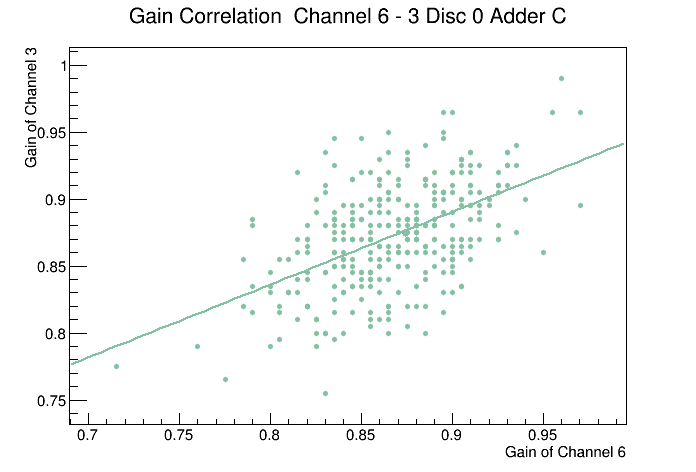 Gain Correlation  Channel 6 - 3 Disc 0 Adder C
Gain of Channel 3
1
0.95
0.9
0.85
0.8
0.75
0.7 0.75 0.8 0.85 0.9 0.95
Gain of Channel 6